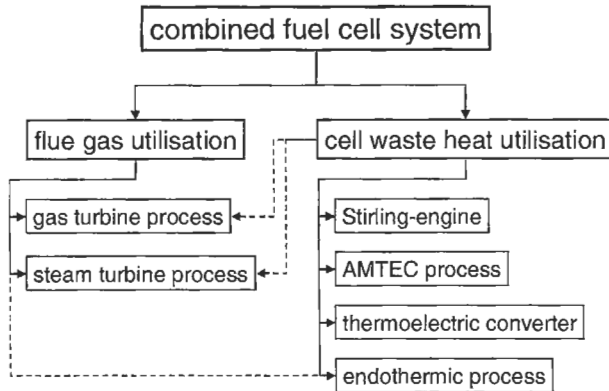 combined fuel cell system
flue gas utilisation
cell waste heat utilisation
gas turbine process
steam turbine process
Stirling-engine
AMTEC process
thermoelectric converter
endothermic process